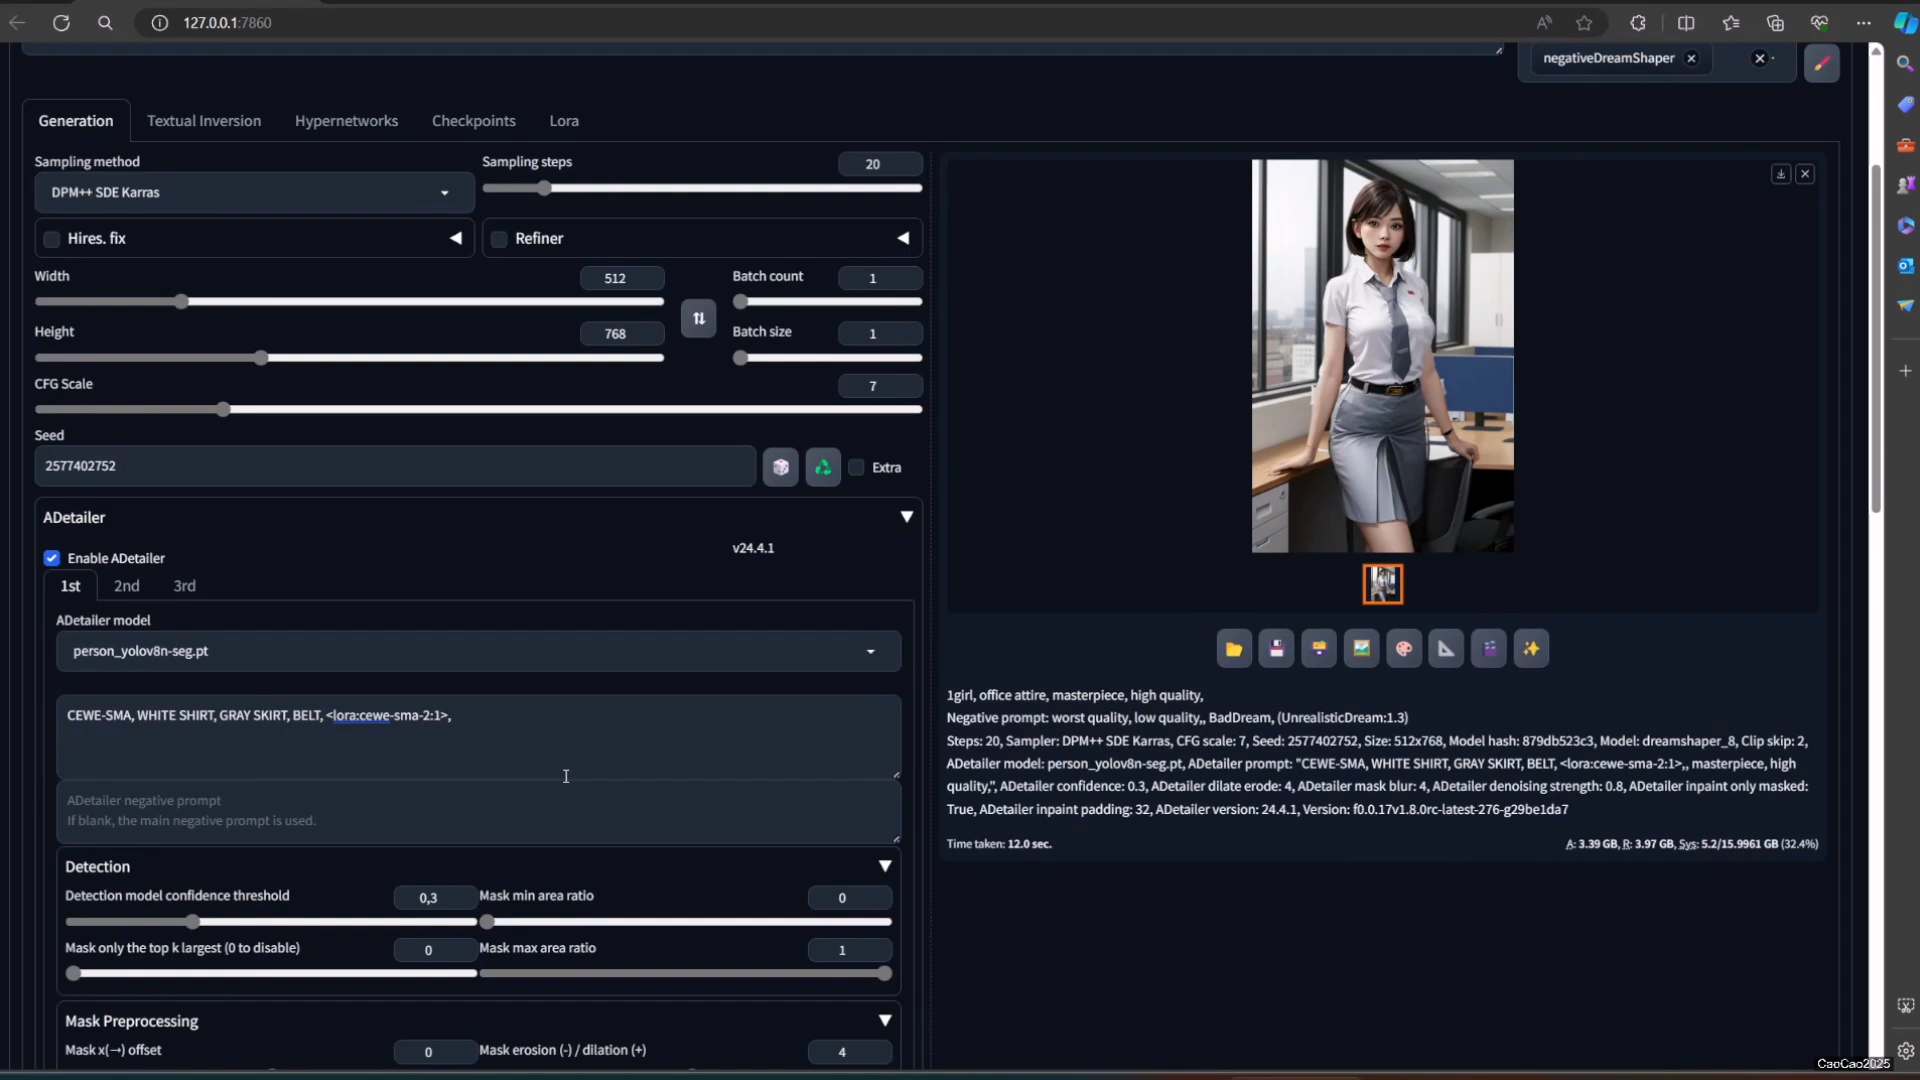 127.0.0.1:7860
negativeDreamShaper
Generation Textual Inversion Hypernetworks Checkpoints Lora
Sampling method
DPM++ SDE Karras
Sampling steps
20
Hires. fix
Refiner
Width
512
Batch count
1
Height
768
Batch size
1
CFG Scale
7
Seed
2577402752
Extra
ADetailer
Enable ADetailer
v24.4.1
1st 2nd 3rd
ADetailer model
person_yolov8n-seg.pt
CEWE-SMA, WHITE SHIRT, GRAY SKIRT, BELT, <lora:cewe-sma-2:1>,
ADetailer negative prompt
If blank, the main negative prompt is used.
Detection
Detection model confidence threshold
0,3
Mask min area ratio
0
Mask only the top k largest (0 to disable)
0
Mask max area ratio
1
Mask Preprocessing
Mask x(→) offset
0
Mask erosion (-) / dilation (+)
4
1girl, office attire, masterpiece, high quality,
Negative prompt: worst quality, low quality,, BadDream, (UnrealisticDream:1.3)
Steps: 20, Sampler: DPM++ SDE Karras, CFG scale: 7, Seed: 2577402752, Size: 512x768, Model hash: 879db523c3, Model: dreamshaper_8, Clip skip: 2,
ADetailer model: person_yolov8n-seg.pt, ADetailer prompt: "CEWE-SMA, WHITE SHIRT, GRAY SKIRT, BELT, <lora:cewe-sma-2:1>,, masterpiece, high
quality,", ADetailer confidence: 0.3, ADetailer dilate erode: 4, ADetailer mask blur: 4, ADetailer denoising strength: 0.8, ADetailer inpaint only masked:
True, ADetailer inpaint padding: 32, ADetailer version: 24.4.1, Version: f0.0.17v1.8.0rc-latest-276-g29be1da7
Time taken: 12.0 sec.
A: 3.39 GB, R: 3.97 GB, Sys: 5.2/15.9961 GB (32.4%)
CaoCao2025